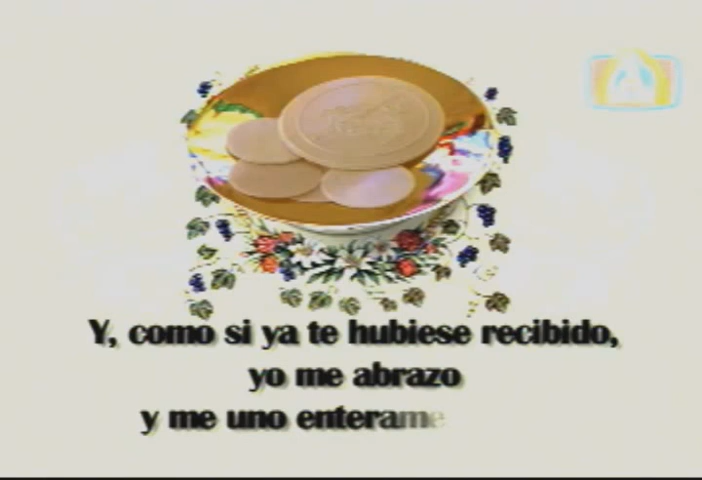 Y, como si ya te hubiese recibido,
yo me abrazo
y me uno enterame